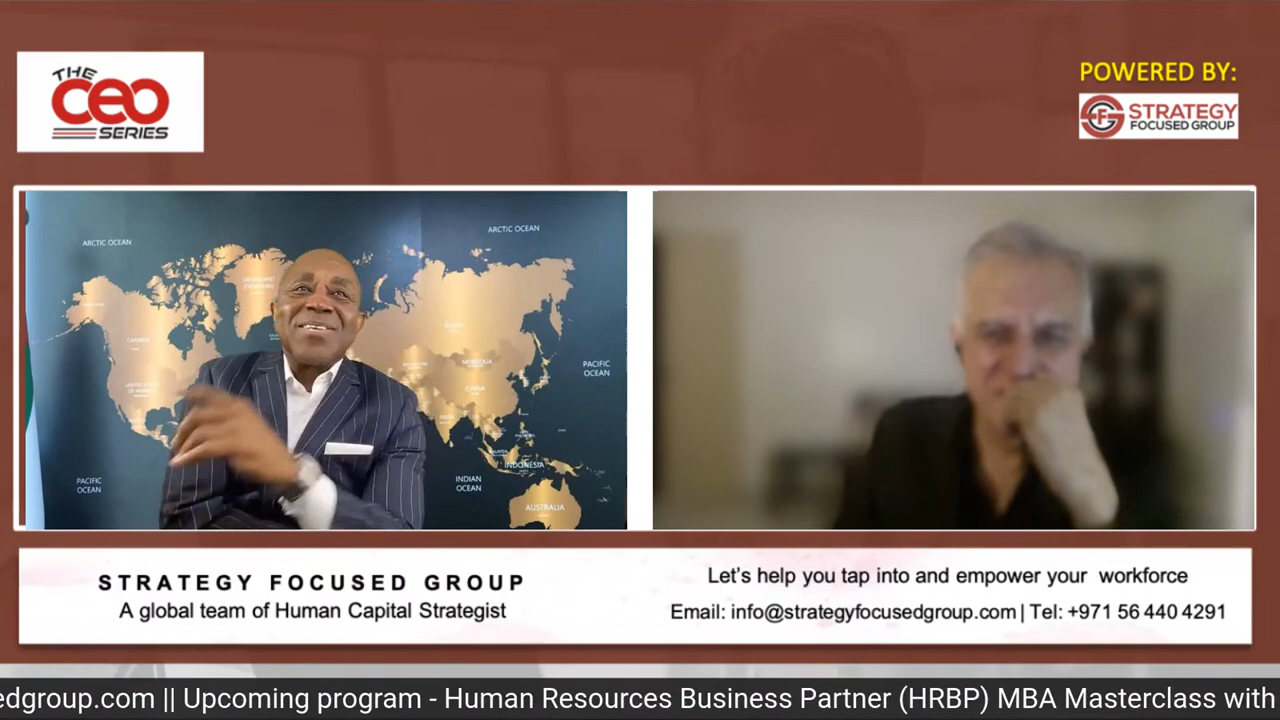 THE
CEO
SERIES
POWERED BY:
STRATEGY
FOCUSED GROUP
ARCTIC OCEAN
ARCTIC OCEAN
MONGOLIA
CHINA
PACIFIC
OCEAN
INDONESIA
PACIFIC
OCEAN
INDIAN
OCEAN
AUSTRALIA
STRATEGY FOCUSED GROUP
A global team of Human Capital Strategist
Let's help you tap into and empower your workforce
Email: info@strategyfocusedgroup.com | Tel: +971 56 440 4291
edgroup.com || Upcoming program - Human Resources Business Partner (HRBP) MBA Masterclass with